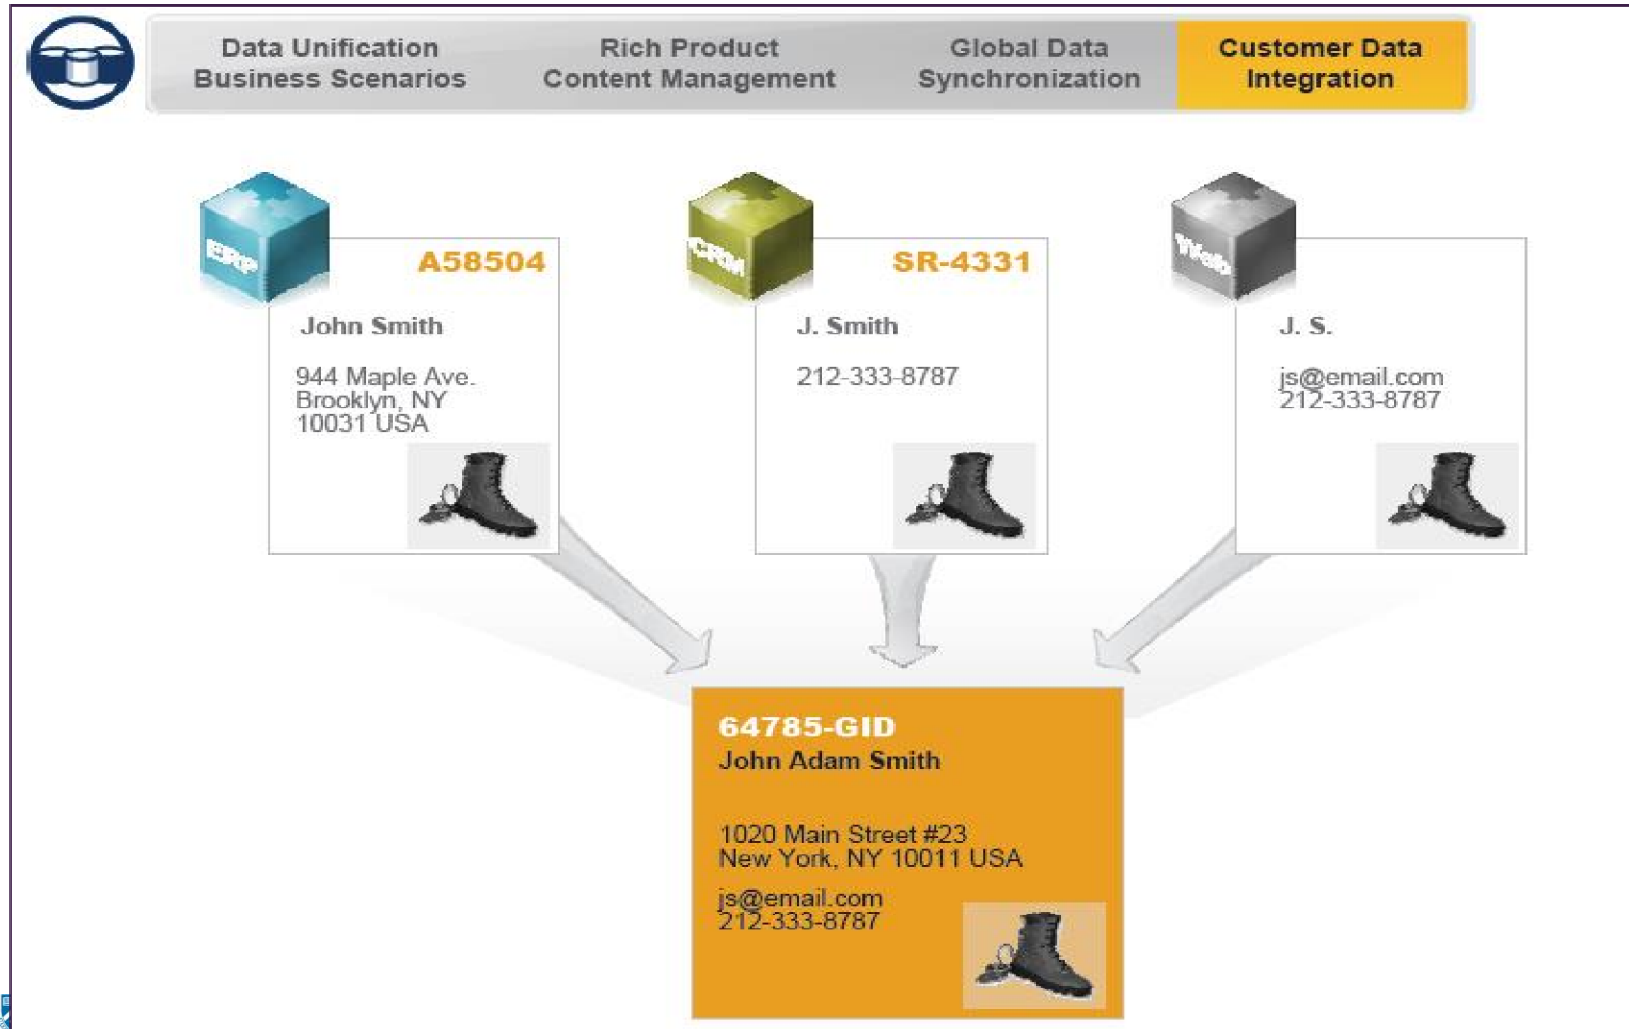 Data Unification
Business Scenarios
Rich Product
Content Management
Global Data
Synchronization
Customer Data
Integration
ERP
A58504
John Smith
944 Maple Ave.
Brooklyn, NY
10031 USA
CRM
SR-4331
J. Smith
212-333-8787
Web
J. S.
js@email.com
212-333-8787
64785-GID
John Adam Smith
1020 Main Street #23
New York, NY 10011 USA
js@email.com
212-333-8787